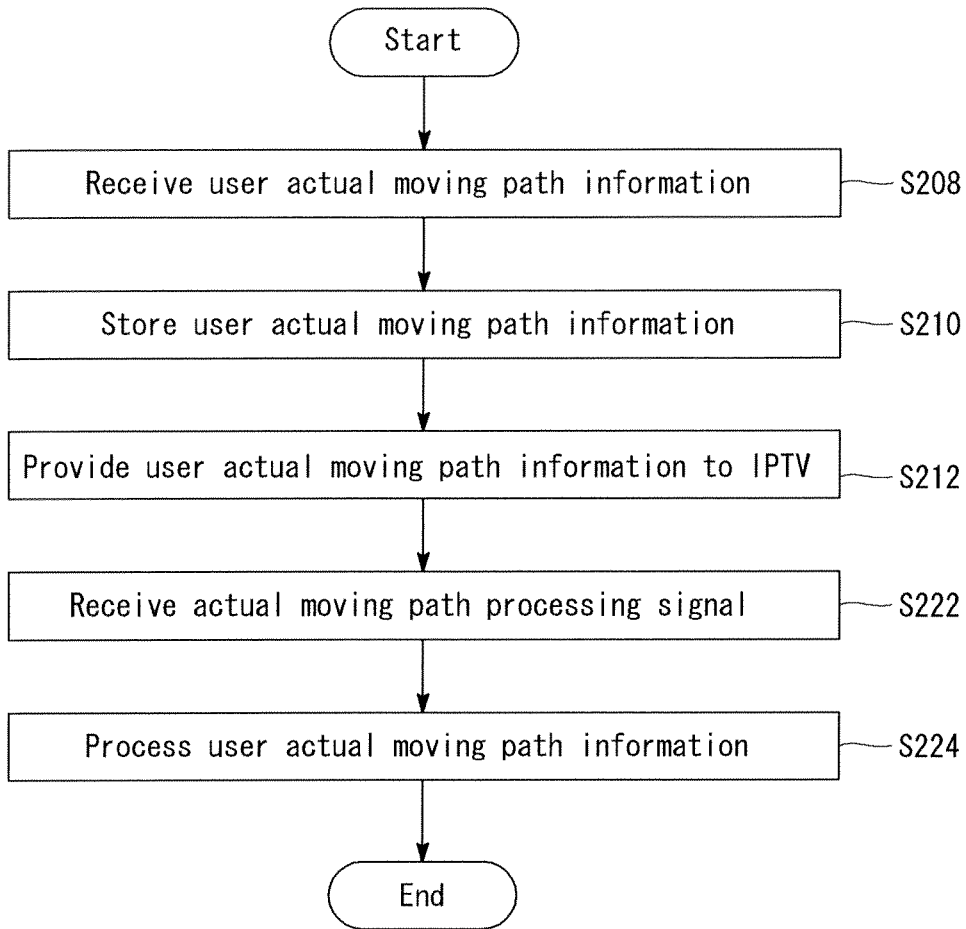 Start
Receive user actual moving path information
S208
Store user actual moving path information
S210
Provide user actual moving path information to IPTV
S212
Receive actual moving path processing signal
S222
Process user actual moving path information
S224
End